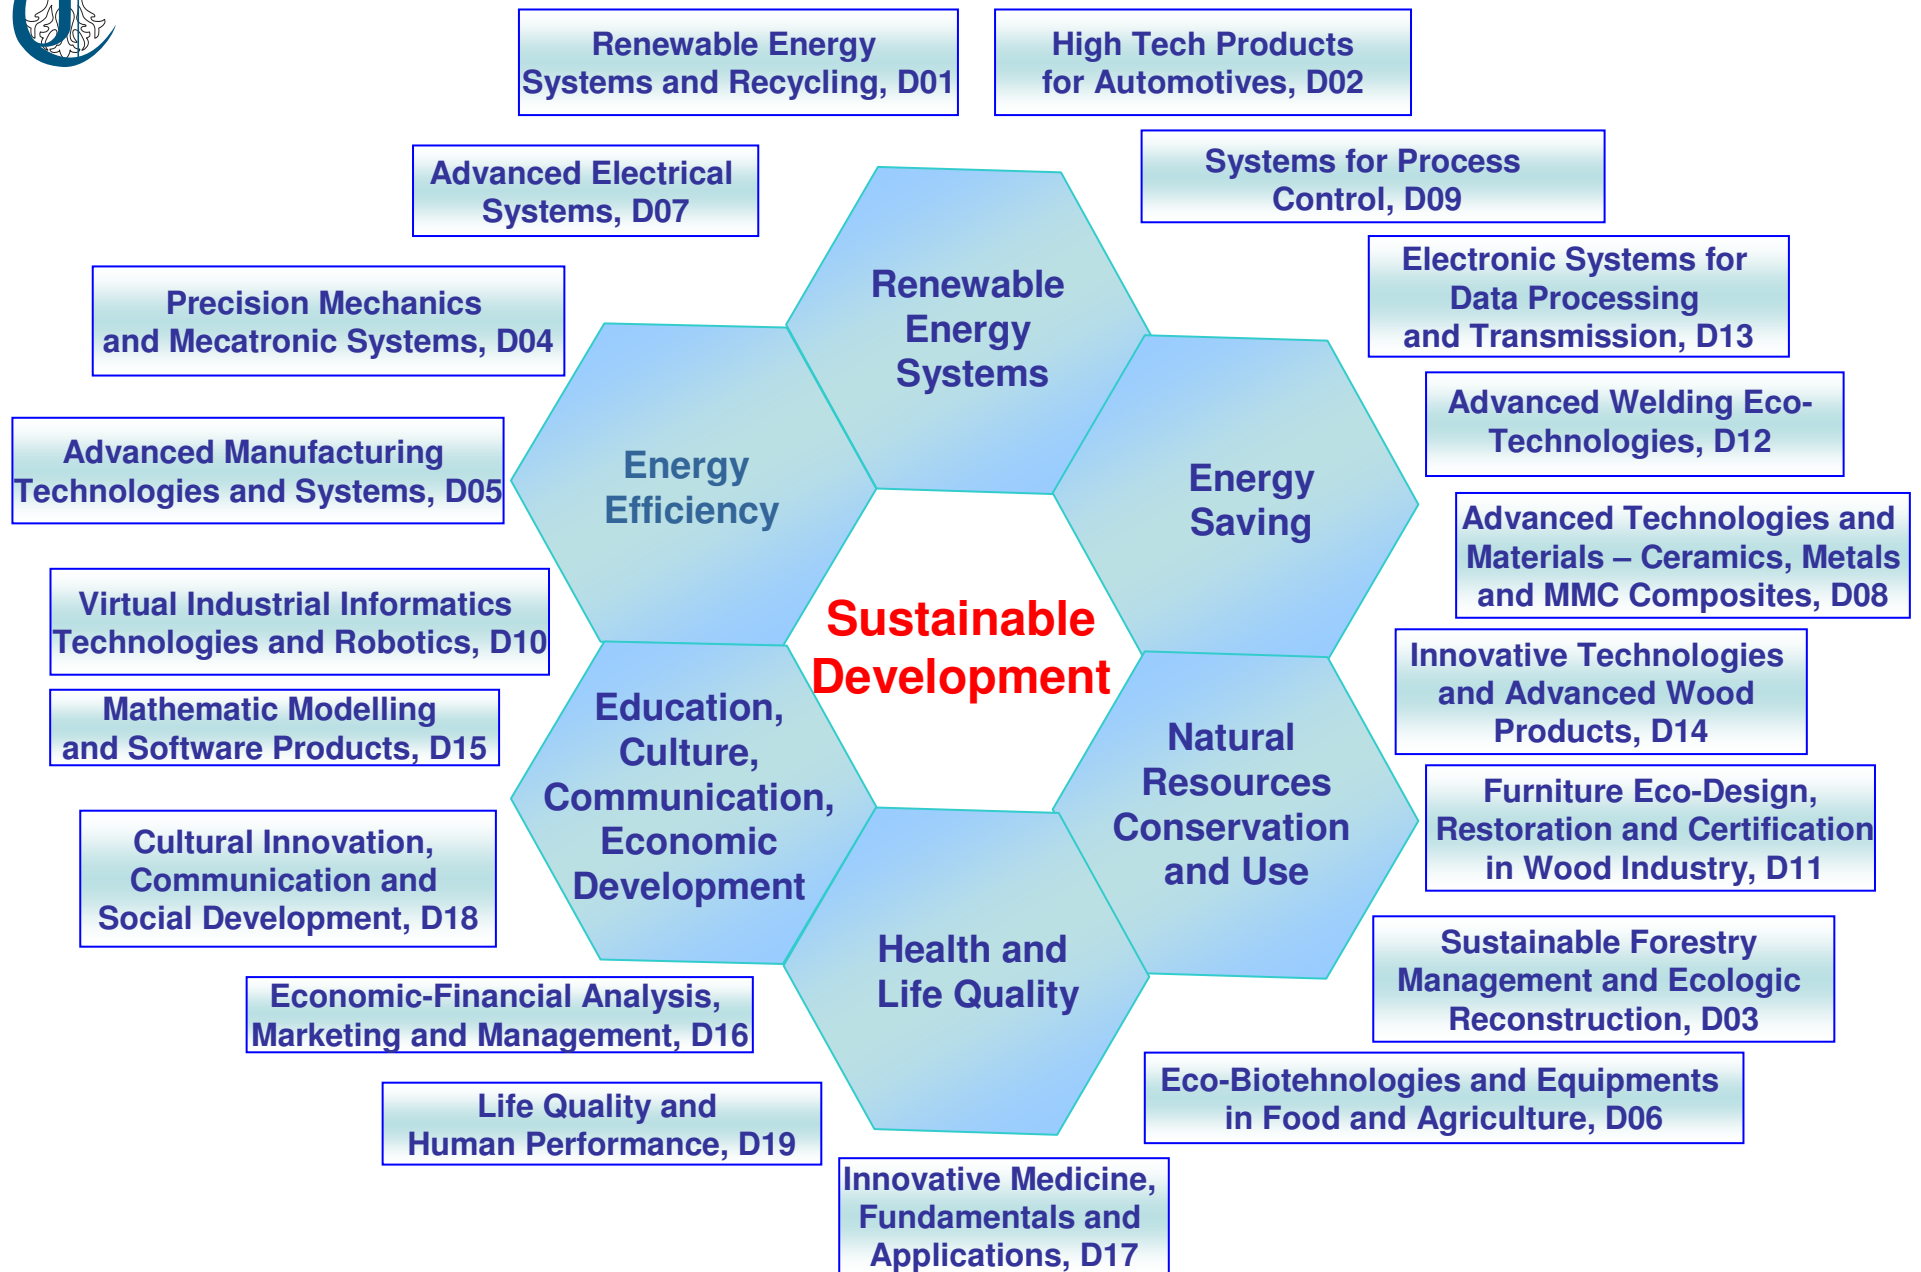 Renewable Energy
Systems and Recycling, D01
High Tech Products
for Automotives, D02
Advanced Electrical
Systems, D07
Systems for Process
Control, D09
Precision Mechanics
and Mecatronic Systems, D04
Electronic Systems for
Data Processing
and Transmission, D13
Advanced Manufacturing
Technologies and Systems, D05
Advanced Welding Eco-
Technologies, D12
Virtual Industrial Informatics
Technologies and Robotics, D10
Advanced Technologies and
Materials – Ceramics, Metals
and MMC Composites, D08
Mathematic Modelling
and Software Products, D15
Innovative Technologies
and Advanced Wood
Products, D14
Cultural Innovation,
Communication and
Social Development, D18
Furniture Eco-Design,
Restoration and Certification
in Wood Industry, D11
Economic-Financial Analysis,
Marketing and Management, D16
Sustainable Forestry
Management and Ecologic
Reconstruction, D03
Life Quality and
Human Performance, D19
Eco-Biotehnologies and Equipments
in Food and Agriculture, D06
Innovative Medicine,
Fundamentals and
Applications, D17
Renewable
Energy
Systems
Energy
Efficiency
Energy
Saving
Sustainable
Development
Education,
Culture,
Communication,
Economic
Development
Natural
Resources
Conservation
and Use
Health and
Life Quality